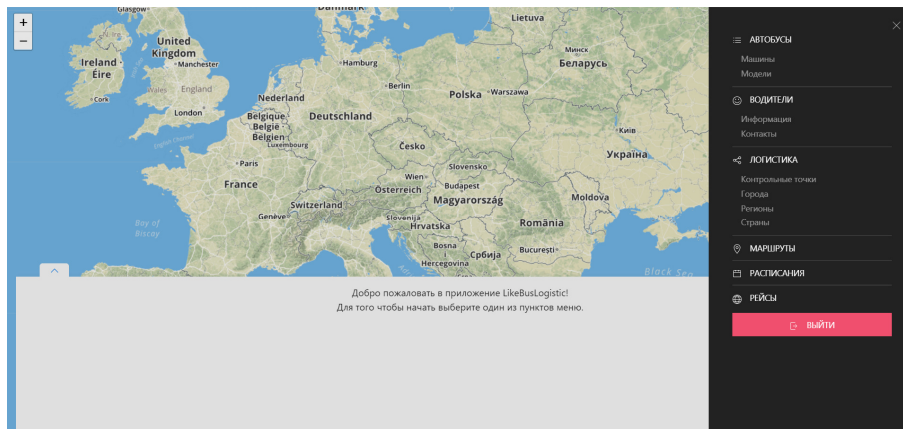 +
−
Glasgow
Danmark
Lietuva
United
Kingdom
Ireland -
Éire
Manchester
Минск
Беларусь
Hamburg
Cork
Wales
England
Berlin
Nederland
Polska
Warszawa
London
België -
Belgique -
Belgien
Deutschland
English Channel
Luxembourg
Київ
Česko
Україна
Paris
Slovensko
Wien
France
Österreich
Budapest
Magyarország
Moldova
Switzerland
Genève
Slovenija
Hrvatska
România
Bay of
Biscay
Bosna
i
Hercegovina
Србија
București
Black Sea
Добро пожаловать в приложение LikeBusLogistic!
Для того чтобы начать выберите один из пунктов меню.
АВТОБУСЫ
Машины
Модели
ВОДИТЕЛИ
Информация
Контакты
ЛОГИСТИКА
Контрольные точки
Города
Регионы
Страны
МАРШРУТЫ
РАСПИСАНИЯ
РЕЙСЫ
ВЫЙТИ